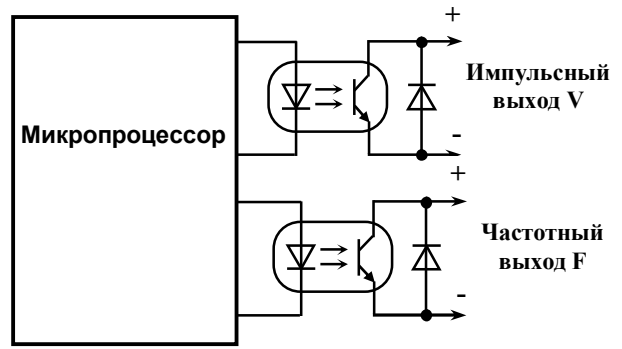 +
Импульсный
выход V
Микропроцессор
-
+
Частотный
выход F
-